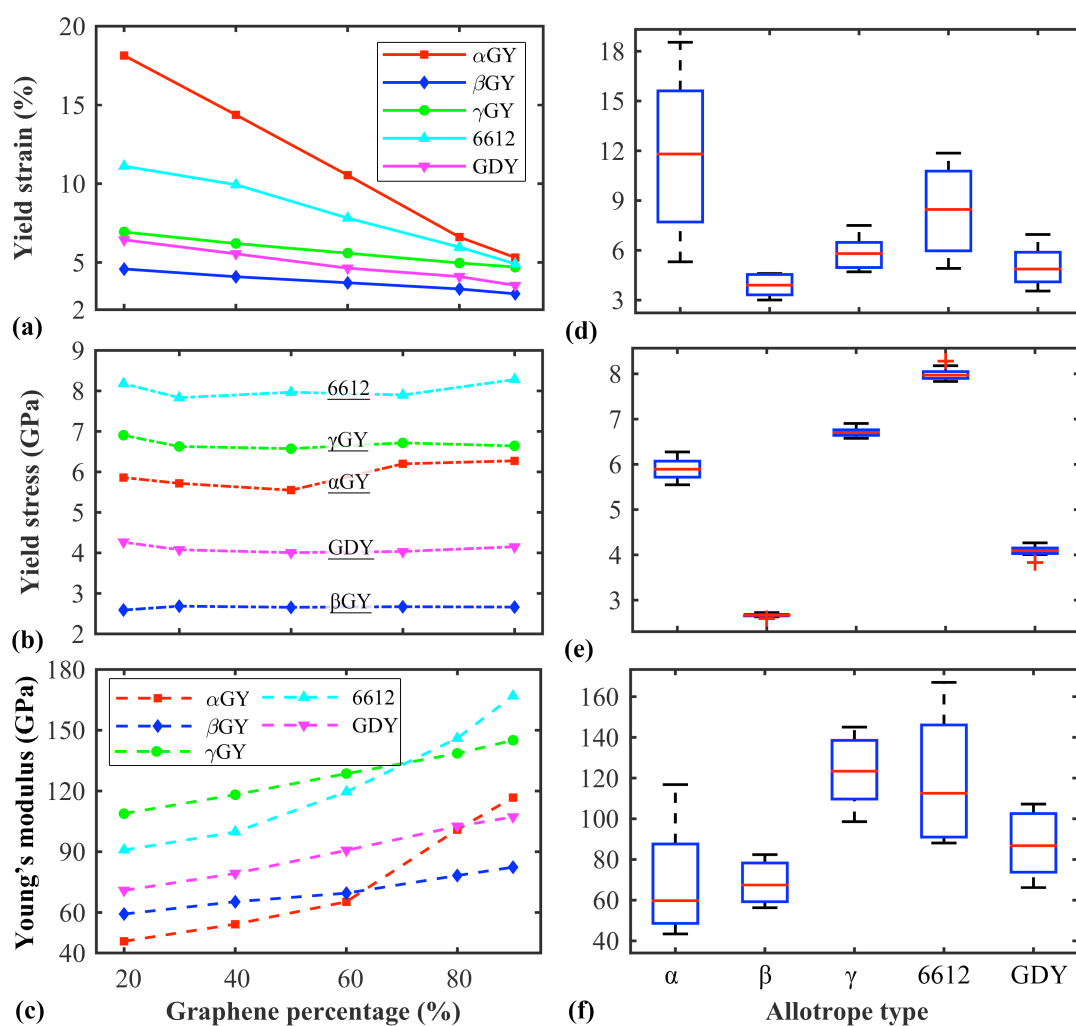 20
15
10
5
2
Yield strain (%)
αGY
βGY
γGY
6612
GDY
(a)
18
15
12
9
6
3
(d)
9
8
7
6
5
4
3
2
Yield stress (GPa)
6612
γGY
αGY
GDY
βGY
(b)
8
7
6
5
4
3
(e)
180
150
120
90
60
40
Young's modulus (GPa)
αGY 6612
βGY GDY
γGY
20 40 60 80
(c) Graphene percentage (%)
160
140
120
100
80
60
40
α β γ 6612 GDY
(f) Allotrope type